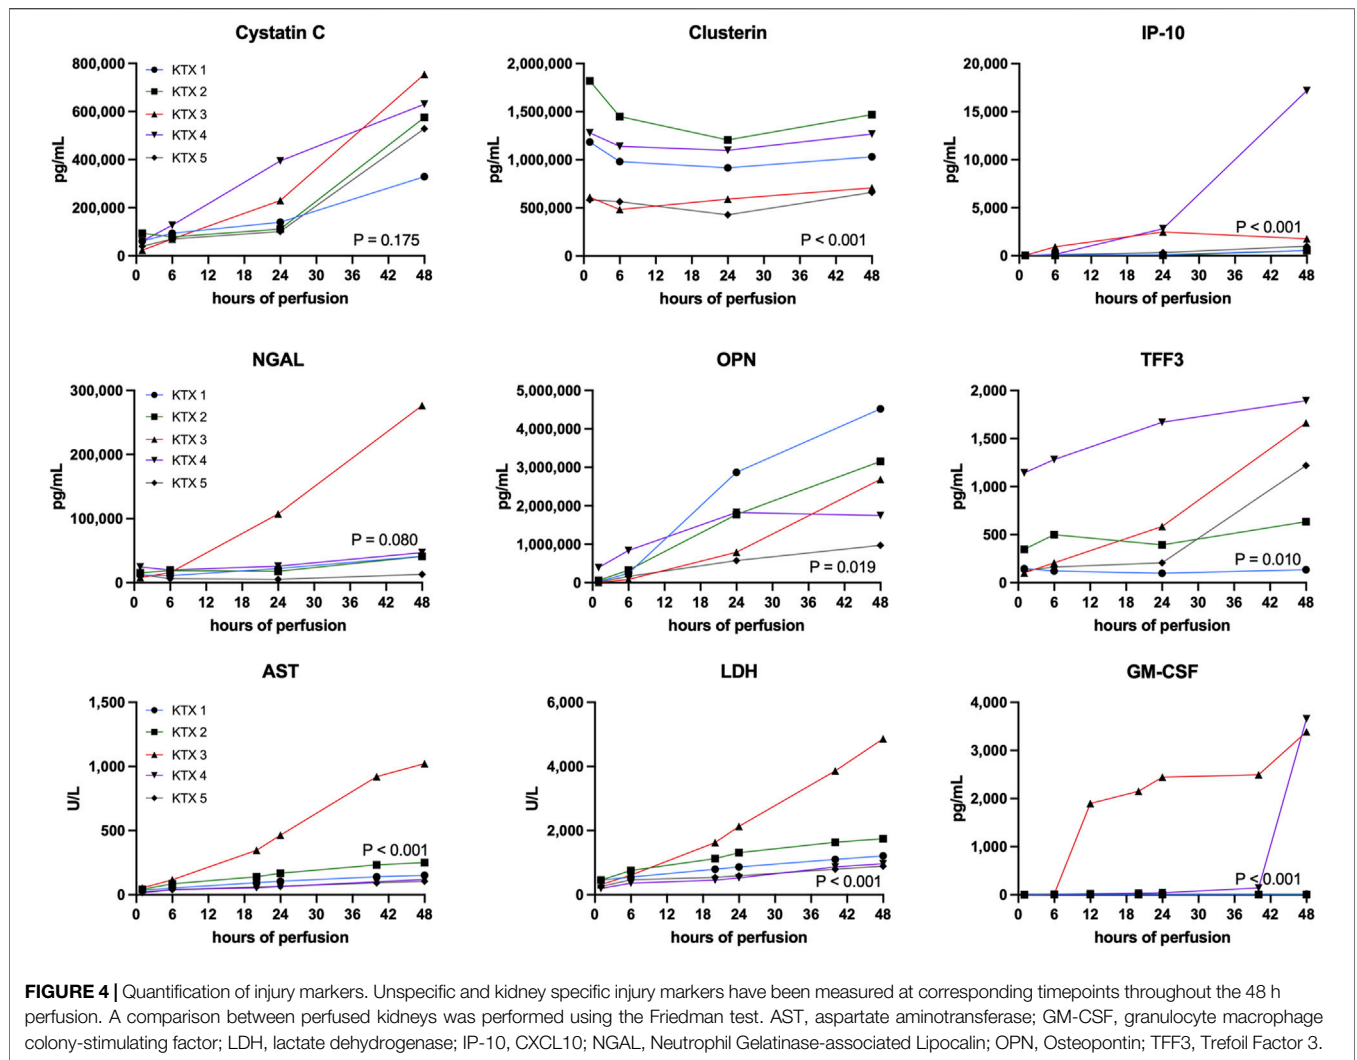 Cystatin C
800,000
600,000
400,000
200,000
0
pg/mL
KTX 1
KTX 2
KTX 3
KTX 4
KTX 5
P = 0.175
0 6 12 18 24 30 36 42 48
hours of perfusion
Clusterin
2,000,000
1,500,000
1,000,000
500,000
0
pg/mL
P < 0.001
0 6 12 18 24 30 36 42 48
hours of perfusion
IP-10
20,000
15,000
10,000
5,000
0
pg/mL
P < 0.001
0 6 12 18 24 30 36 42 48
hours of perfusion
NGAL
300,000
200,000
100,000
0
pg/mL
KTX 1
KTX 2
KTX 3
KTX 4
KTX 5
P = 0.080
0 6 12 18 24 30 36 42 48
hours of perfusion
OPN
5,000,000
4,000,000
3,000,000
2,000,000
1,000,000
0
pg/mL
P = 0.019
0 6 12 18 24 30 36 42 48
hours of perfusion
TFF3
2,000
1,500
1,000
500
0
pg/mL
P = 0.010
0 6 12 18 24 30 36 42 48
hours of perfusion
AST
1,500
1,000
500
0
U/L
KTX 1
KTX 2
KTX 3
KTX 4
KTX 5
P < 0.001
0 6 12 18 24 30 36 42 48
hours of perfusion
LDH
6,000
4,000
2,000
0
U/L
P < 0.001
0 6 12 18 24 30 36 42 48
hours of perfusion
GM-CSF
4,000
3,000
2,000
1,000
0
pg/mL
P < 0.001
0 6 12 18 24 30 36 42 48
hours of perfusion
FIGURE 4 | Quantification of injury markers. Unspecific and kidney specific injury markers have been measured at corresponding timepoints throughout the 48 h
perfusion. A comparison between perfused kidneys was performed using the Friedman test. AST, aspartate aminotransferase; GM-CSF, granulocyte macrophage
colony-stimulating factor; LDH, lactate dehydrogenase; IP-10, CXCL10; NGAL, Neutrophil Gelatinase-associated Lipocalin; OPN, Osteopontin; TFF3, Trefoil Factor 3.